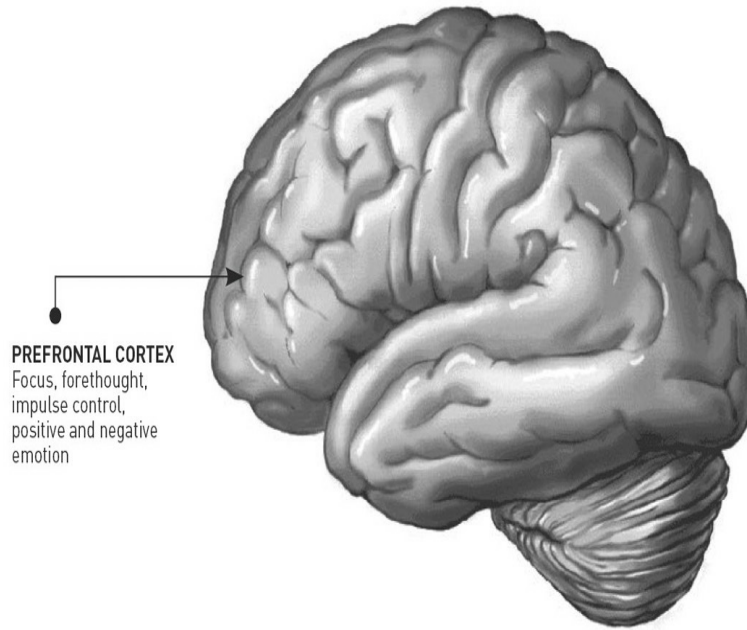 PREFRONTAL CORTEX
Focus, forethought,
impulse control,
positive and negative
emotion